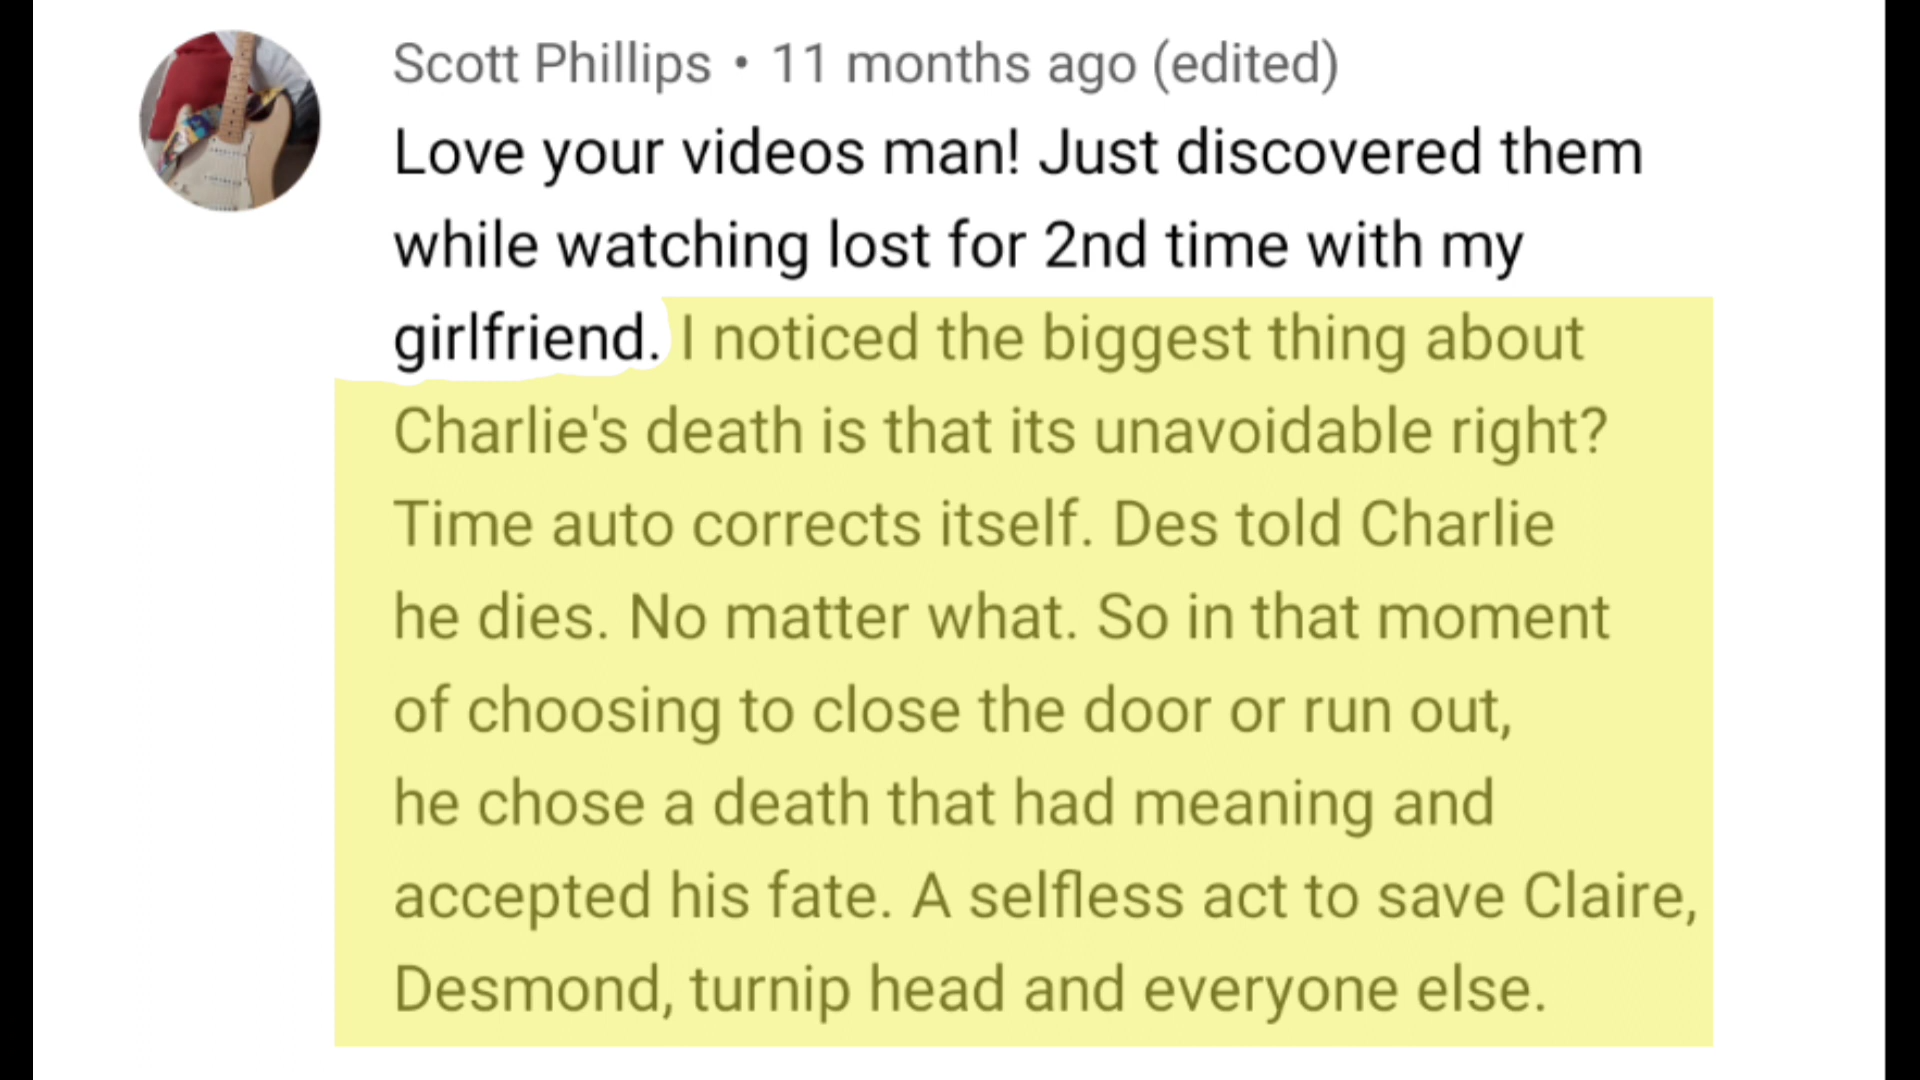 Scott Phillips • 11 months ago (edited)
Love your videos man! Just discovered them
while watching lost for 2nd time with my
girlfriend. I noticed the biggest thing about
Charlie's death is that its unavoidable right?
Time auto corrects itself. Des told Charlie
he dies. No matter what. So in that moment
of choosing to close the door or run out,
he chose a death that had meaning and
accepted his fate. A selfless act to save Claire,
Desmond, turnip head and everyone else.